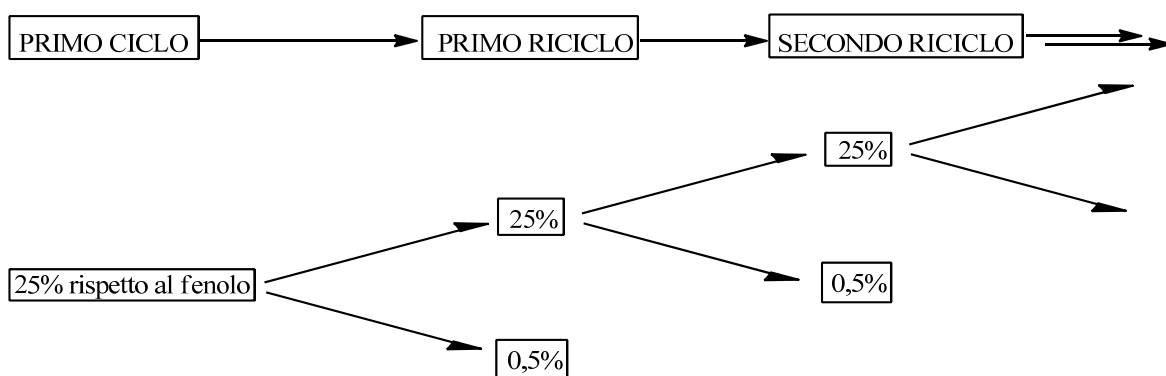 PRIMO CICLO
PRIMO RICICLO
SECONDO RICICLO
25%
25%
25% rispetto al fenolo
0,5%
0,5%